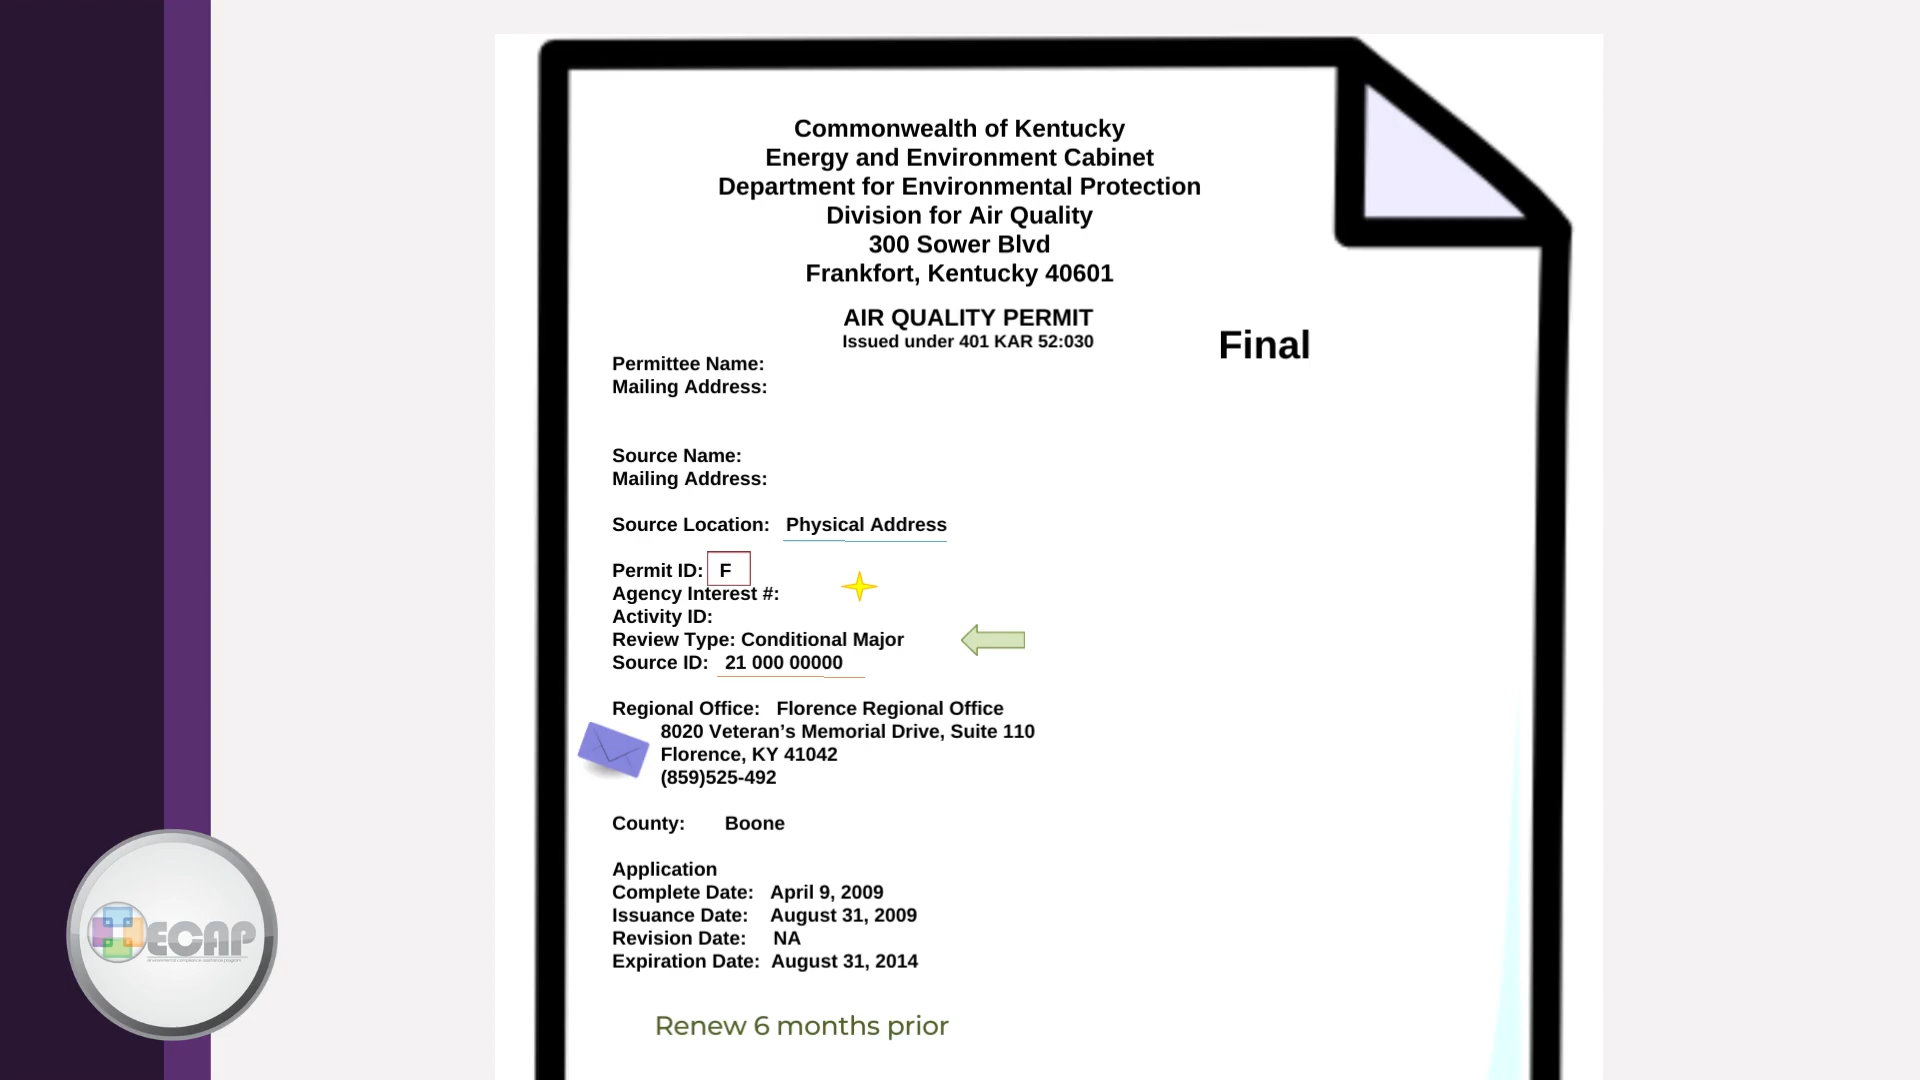 Commonwealth of Kentucky
Energy and Environment Cabinet
Department for Environmental Protection
Division for Air Quality
300 Sower Blvd
Frankfort, Kentucky 40601
AIR QUALITY PERMIT
Issued under 401 KAR 52:030
Final
Permittee Name:
Mailing Address:
Source Name:
Mailing Address:
Source Location: Physical Address
Permit ID: F
Agency Interest #:
Activity ID:
Review Type: Conditional Major
Source ID: 21 000 00000
Regional Office: Florence Regional Office
8020 Veteran’s Memorial Drive, Suite 110
Florence, KY 41042
(859)525-492
County: Boone
Application
Complete Date: April 9, 2009
Issuance Date: August 31, 2009
Revision Date: NA
Expiration Date: August 31, 2014
Renew 6 months prior
ECAP